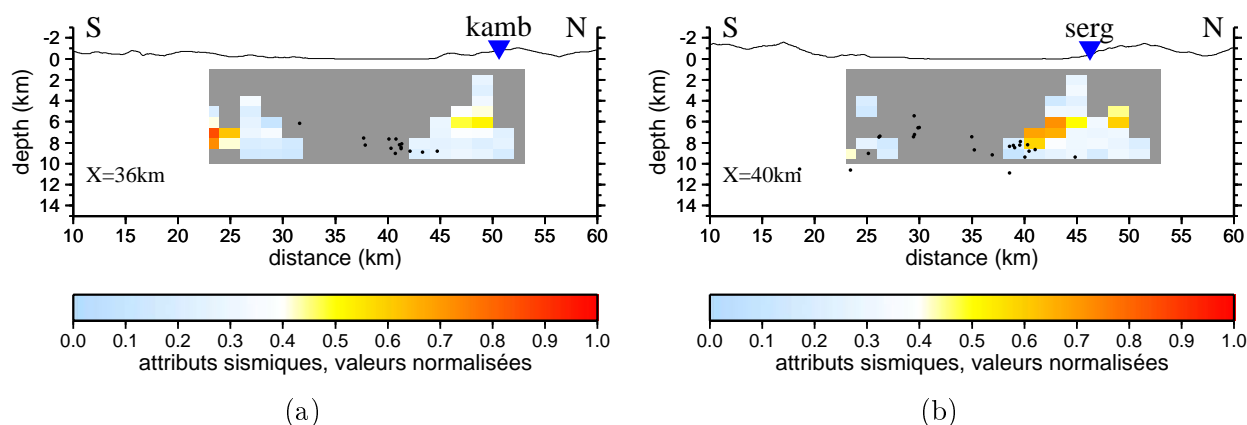 S kamb N
-2
0
2
4
6
8
10
12
14
depth (km)
X=36km
10 15 20 25 30 35 40 45 50 55 60
distance (km)
0.0 0.1 0.2 0.3 0.4 0.5 0.6 0.7 0.8 0.9 1.0
attributs sismiques, valeurs normalisées
(a)
S serg N
-2
0
2
4
6
8
10
12
14
depth (km)
X=40km
10 15 20 25 30 35 40 45 50 55 60
distance (km)
0.0 0.1 0.2 0.3 0.4 0.5 0.6 0.7 0.8 0.9 1.0
attributs sismiques, valeurs normalisées
(b)